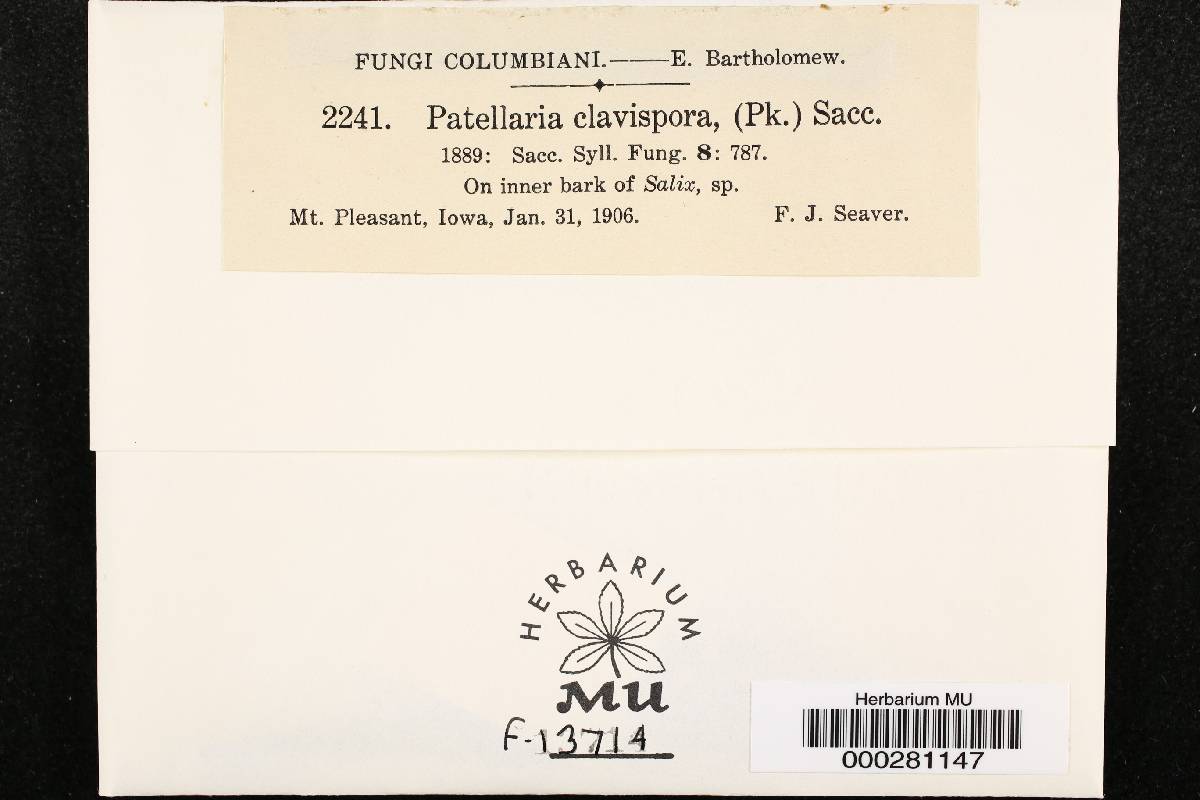 FUNGI COLUMBIANI.——E. Bartholomew.
2241. Patellaria clavispora, (Pk.) Sacc.
1889: Sacc. Syll. Fung. 8: 787.
On inner bark of Salix, sp.
Mt. Pleasant, Iowa, Jan. 31, 1906. F. J. Seaver.
HERBARIUM
MU
F-13714
Herbarium MU
000281147